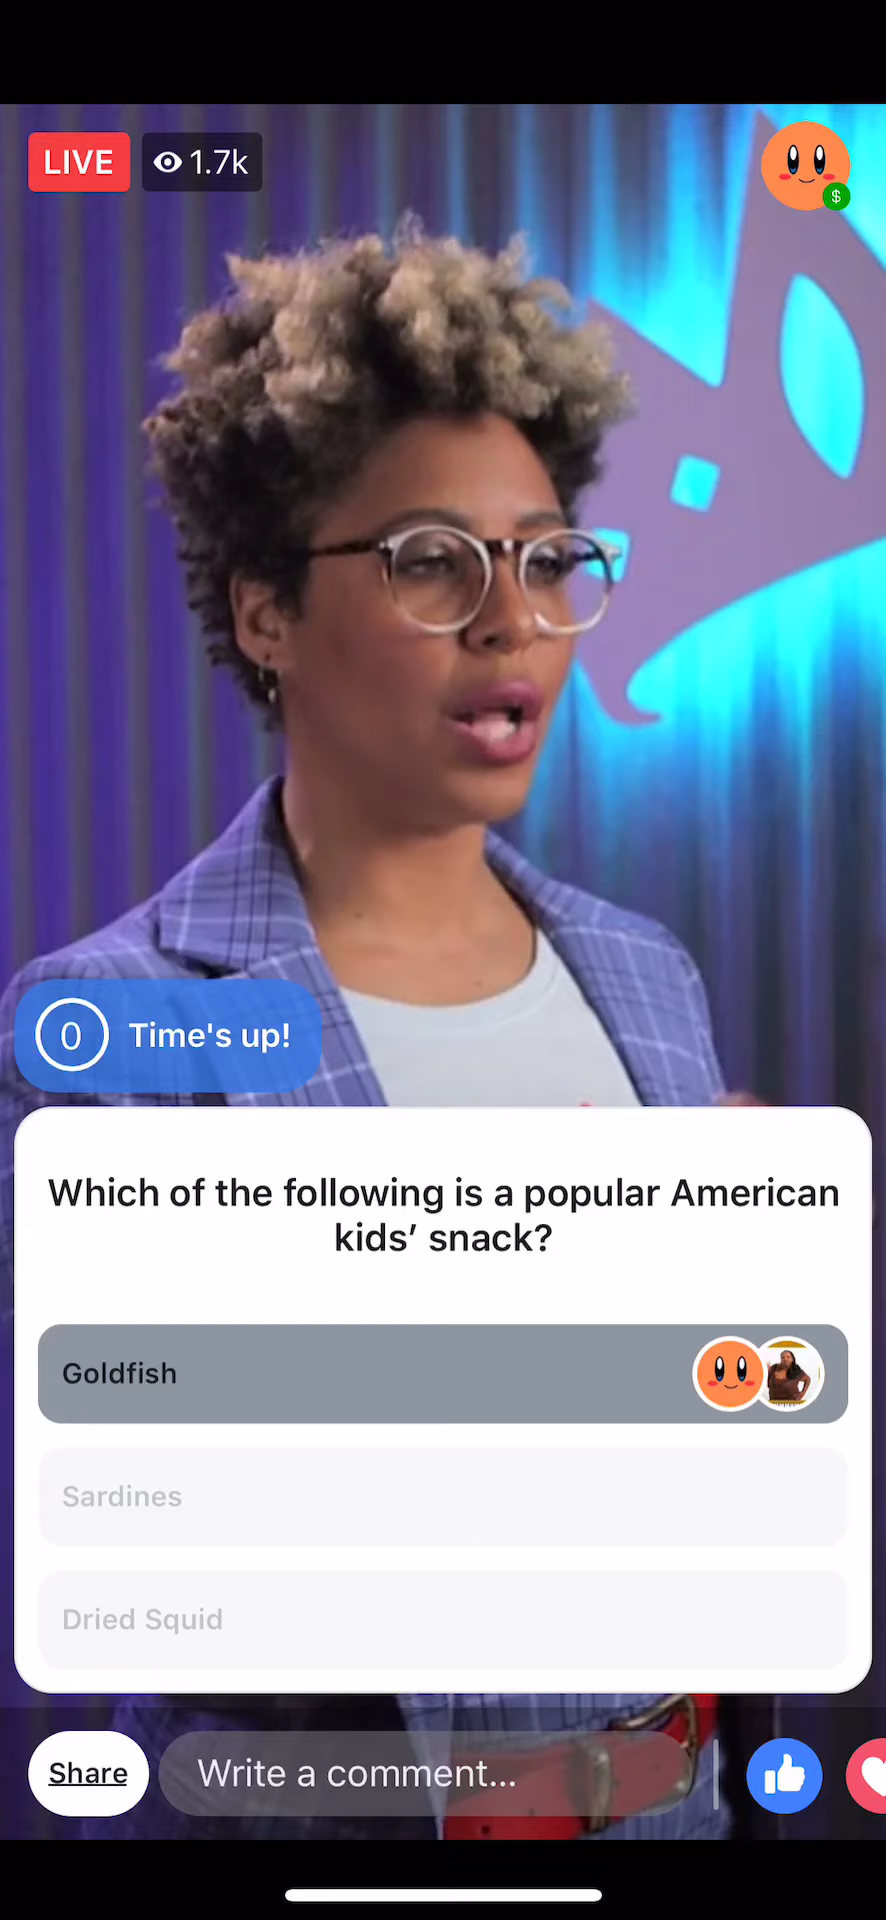 LIVE
1.7k
$
0
Time's up!
Which of the following is a popular American
kids’ snack?
Goldfish
Sardines
Dried Squid
Share
Write a comment...